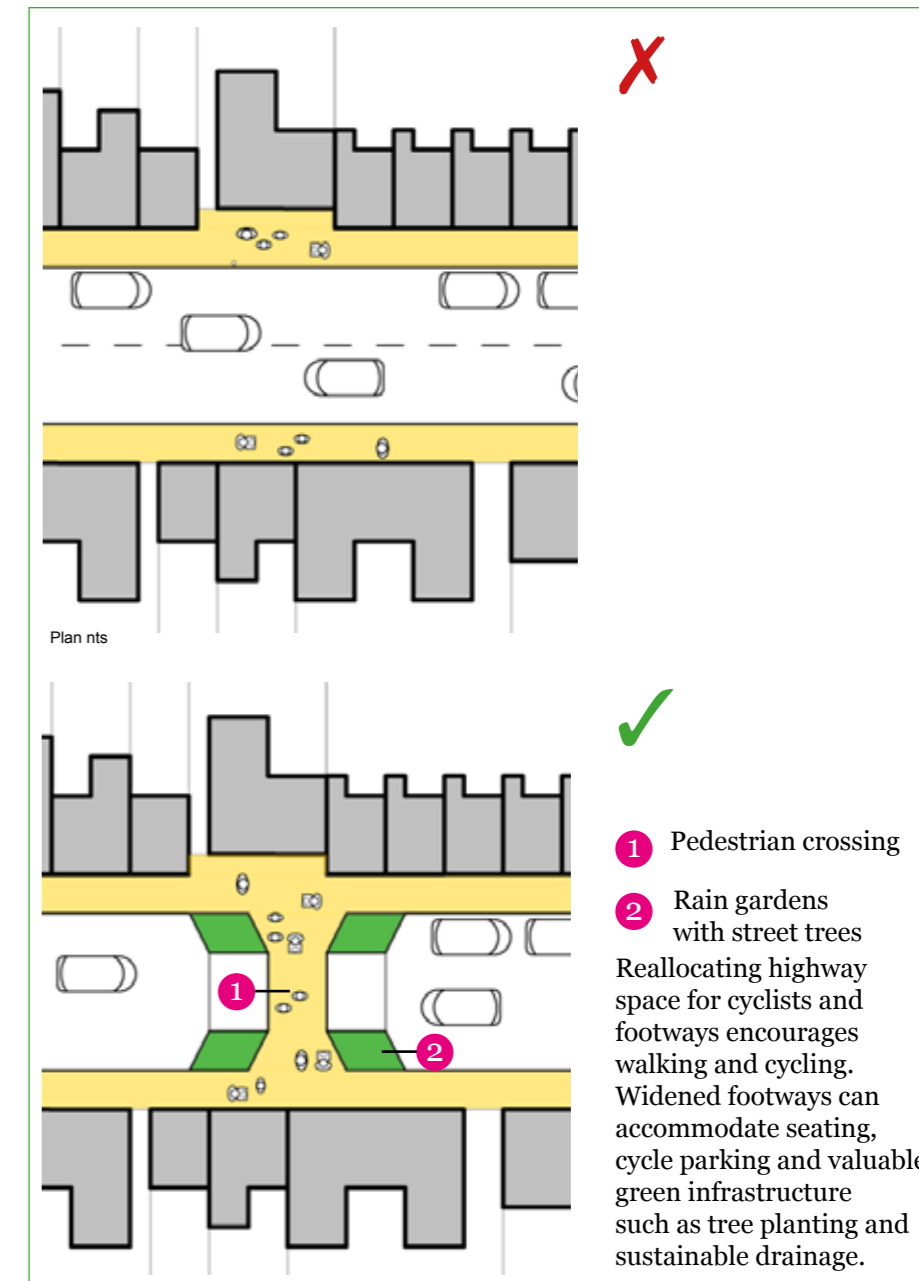 Plan nts
1 Pedestrian crossing
2 Rain gardens
with street trees
Reallocating highway
space for cyclists and
footways encourages
walking and cycling.
Widened footways can
accommodate seating,
cycle parking and valuable
green infrastructure
such as tree planting and
sustainable drainage.
1
2